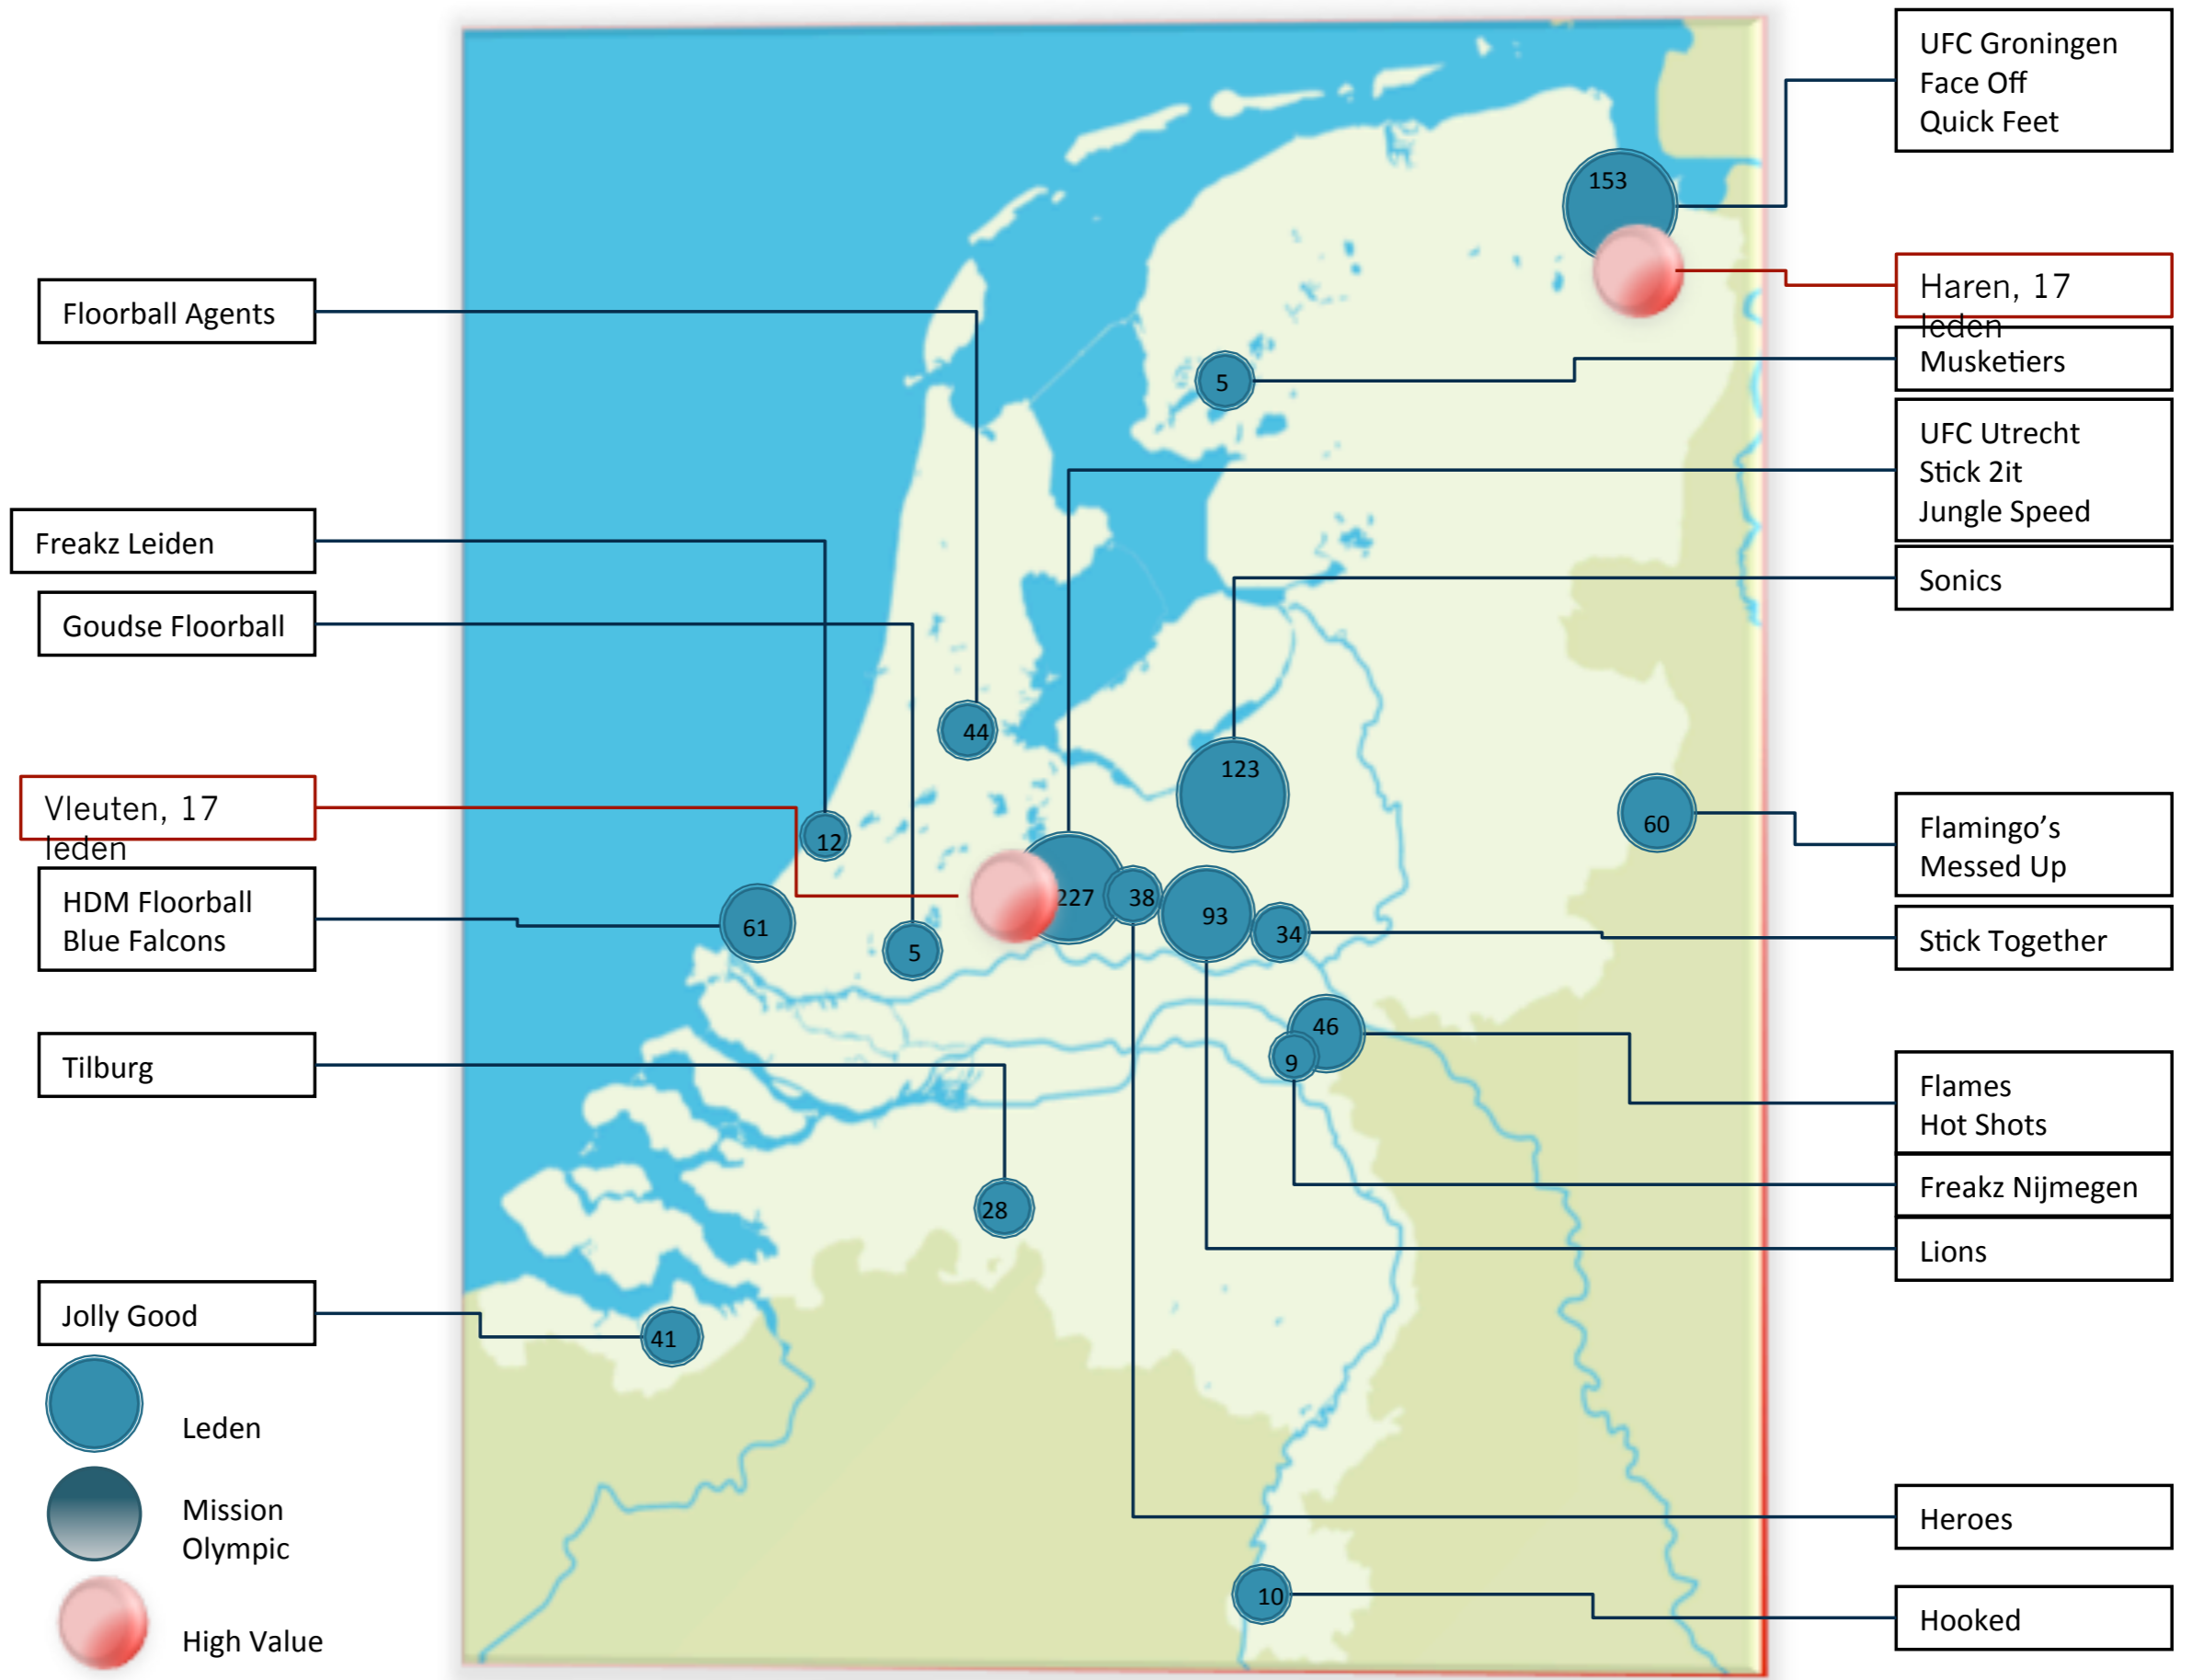 UFC Groningen
Face Off
Quick Feet
153
Haren, 17
leden
Floorball Agents
Musketiers
5
UFC Utrecht
Stick 2it
Jungle Speed
Freakz Leiden
Sonics
Goudse Floorball
44
123
Vleuten, 17
leden
12
60
Flamingo’s
Messed Up
HDM Floorball
Blue Falcons
61
5
227
38
93
34
Stick Together
46
9
Tilburg
Flames
Hot Shots
Freakz Nijmegen
28
Lions
Jolly Good
41
Leden
Mission
Olympic
Heroes
10
Hooked
High Value